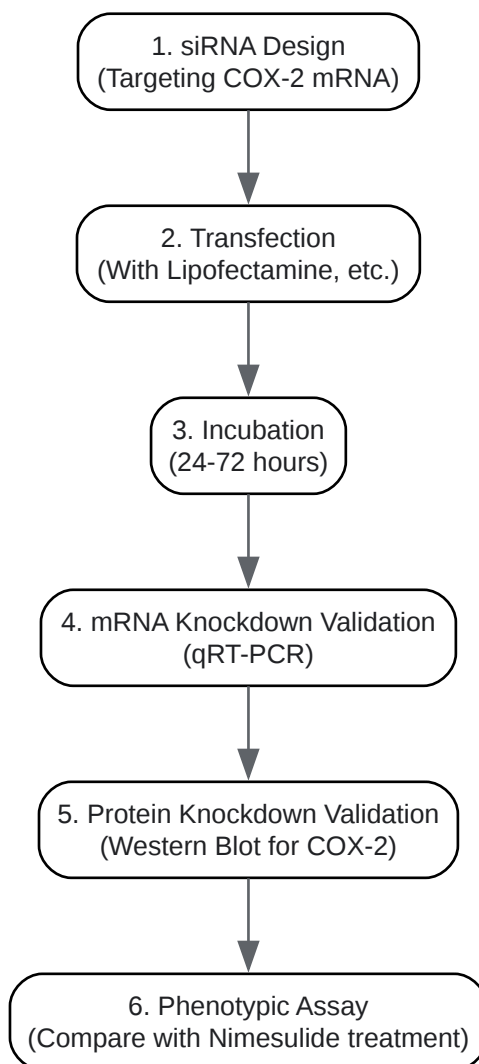 1. siRNA Design
(Targeting COX-2 mRNA)
2. Transfection
(With Lipofectamine, etc.)
3. Incubation
(24-72 hours)
4. mRNA Knockdown Validation
(qRT-PCR)
5. Protein Knockdown Validation
(Western Blot for COX-2)
6. Phenotypic Assay
(Compare with Nimesulide treatment)